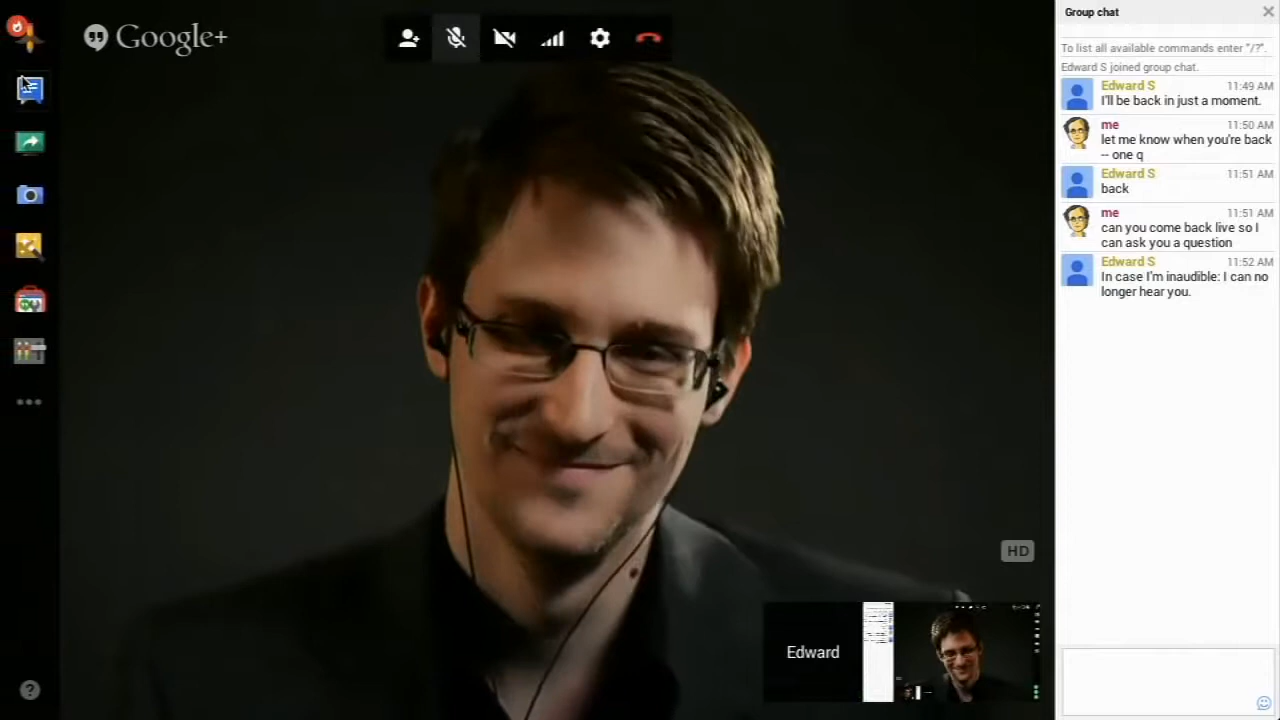 Google+
HD
Edward
Group chat
To list all available commands enter "/?".
Edward S joined group chat.
Edward S 11:49 AM
I'll be back in just a moment.
me 11:50 AM
let me know when you're back
-- one q
Edward S 11:51 AM
back
me 11:51 AM
can you come back live so I
can ask you a question
Edward S 11:52 AM
In case I'm inaudible: I can no
longer hear you.